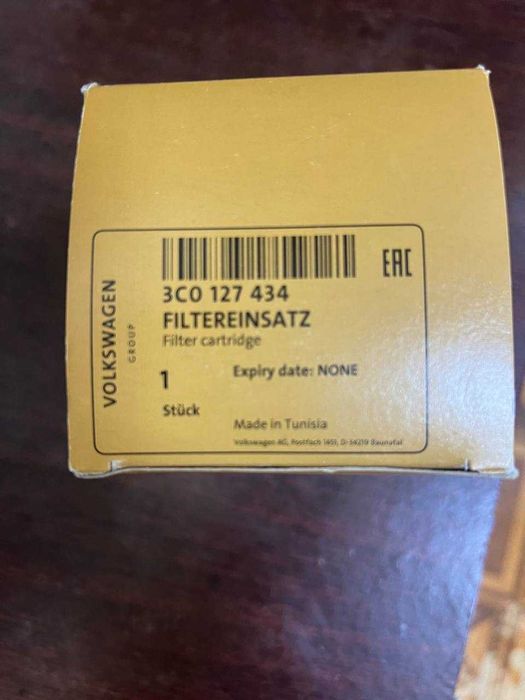 VOLKSWAGEN
GROUP
EAC
3C0 127 434
FILTEREINSATZ
Filter cartridge
1
Expiry date: NONE
Stück
Made in Tunisia
Volkswagen AG, Postfach 1451, D-34219 Baunatal